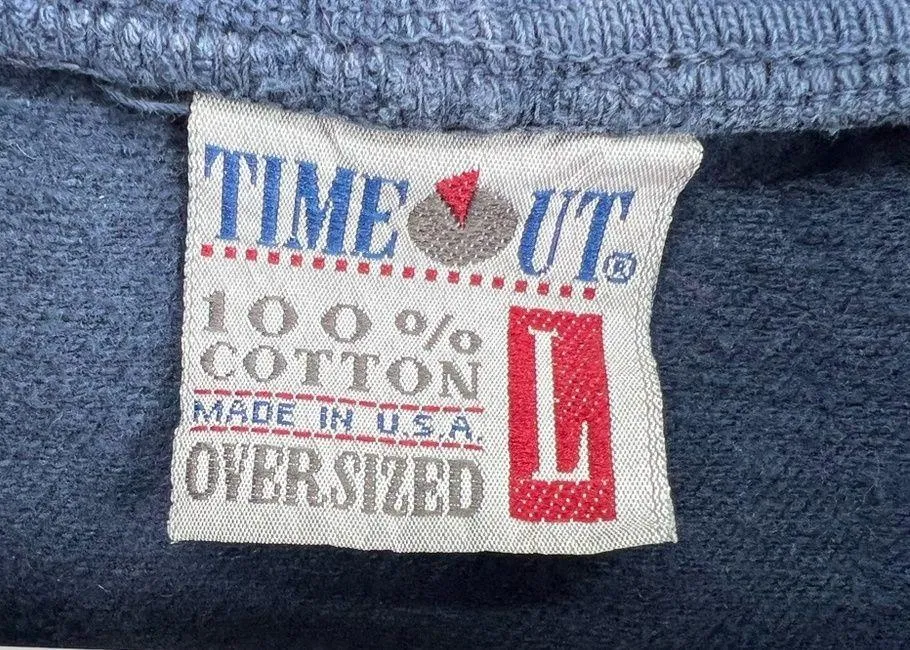 TIME OUT®
100%
COTTON
MADE IN U.S.A.
OVERSIZED
L